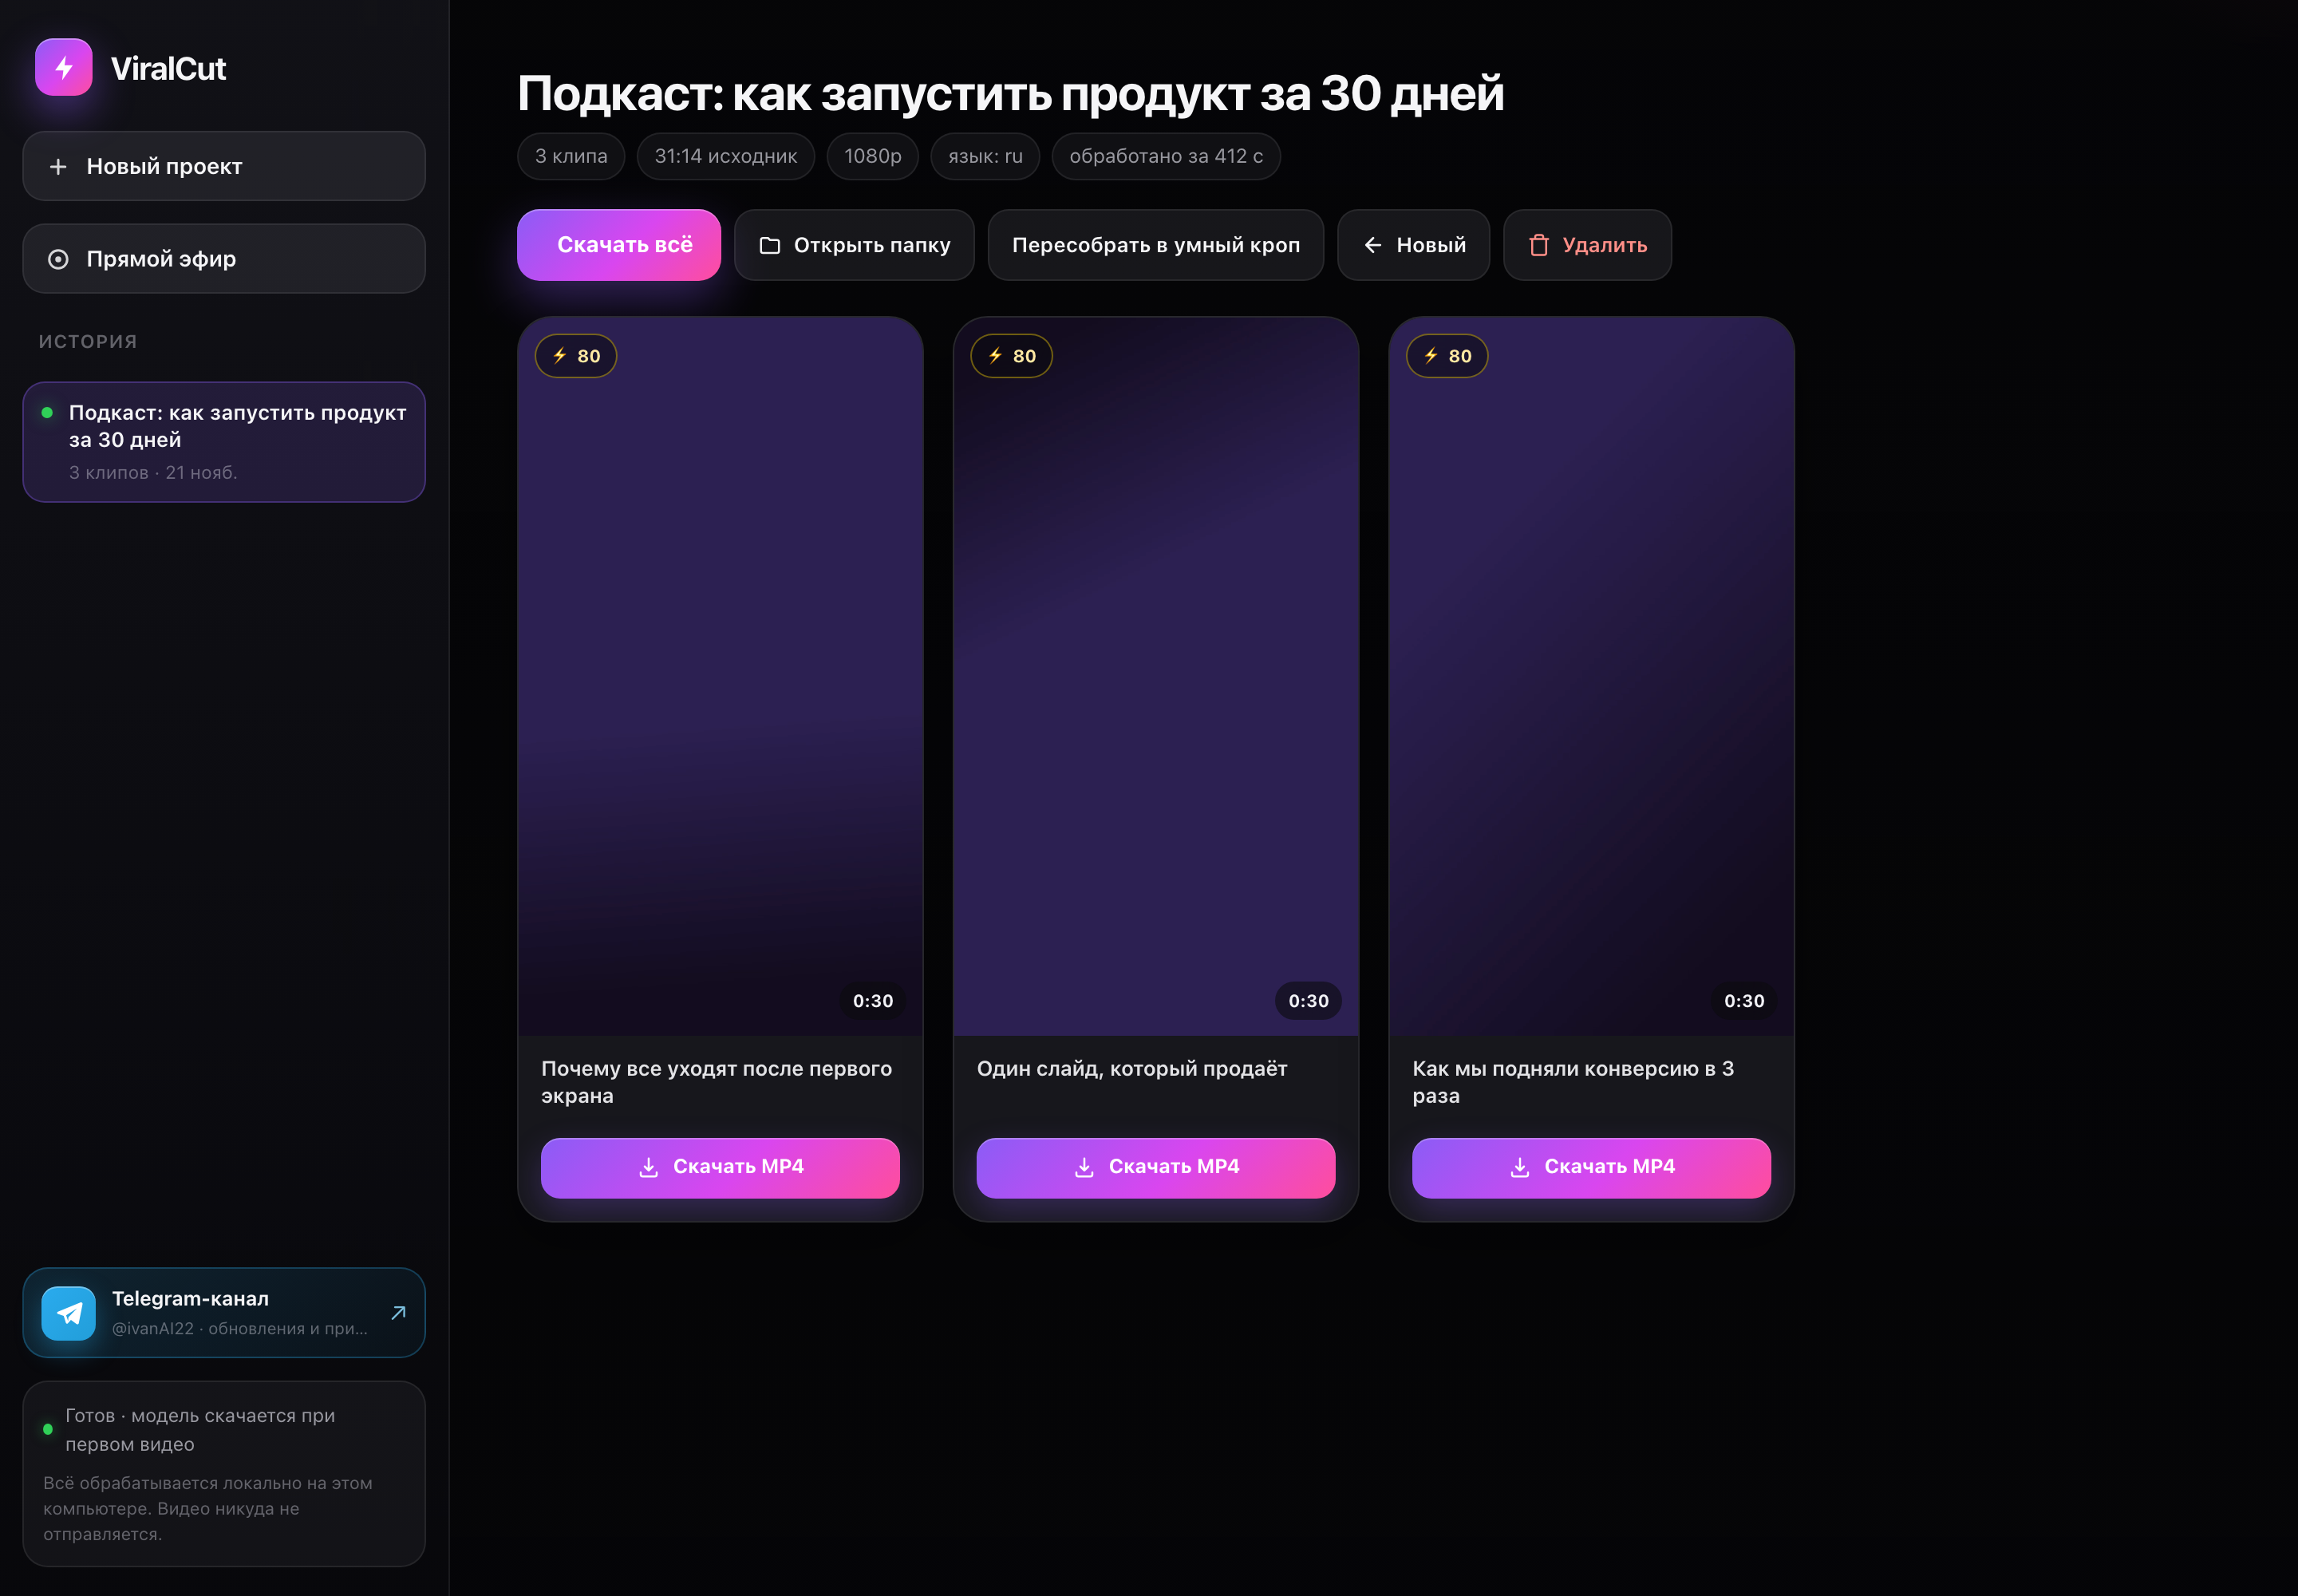 ViralCut
Новый проект
Прямой эфир
ИСТОРИЯ
Подкаст: как запустить продукт
за 30 дней
3 клипов · 21 нояб.
Telegram-канал
@ivanAI22 · обновления и при...
Готов · модель скачается при
первом видео
Всё обрабатывается локально на этом
компьютере. Видео никуда не
отправляется.
Подкаст: как запустить продукт за 30 дней
3 клипа 31:14 исходник 1080p язык: ru обработано за 412 с
Скачать всё Открыть папку Пересобрать в умный кроп Новый Удалить
80
0:30
Почему все уходят после первого
экрана
Скачать MP4
80
0:30
Один слайд, который продаёт
Скачать MP4
80
0:30
Как мы подняли конверсию в 3
раза
Скачать MP4